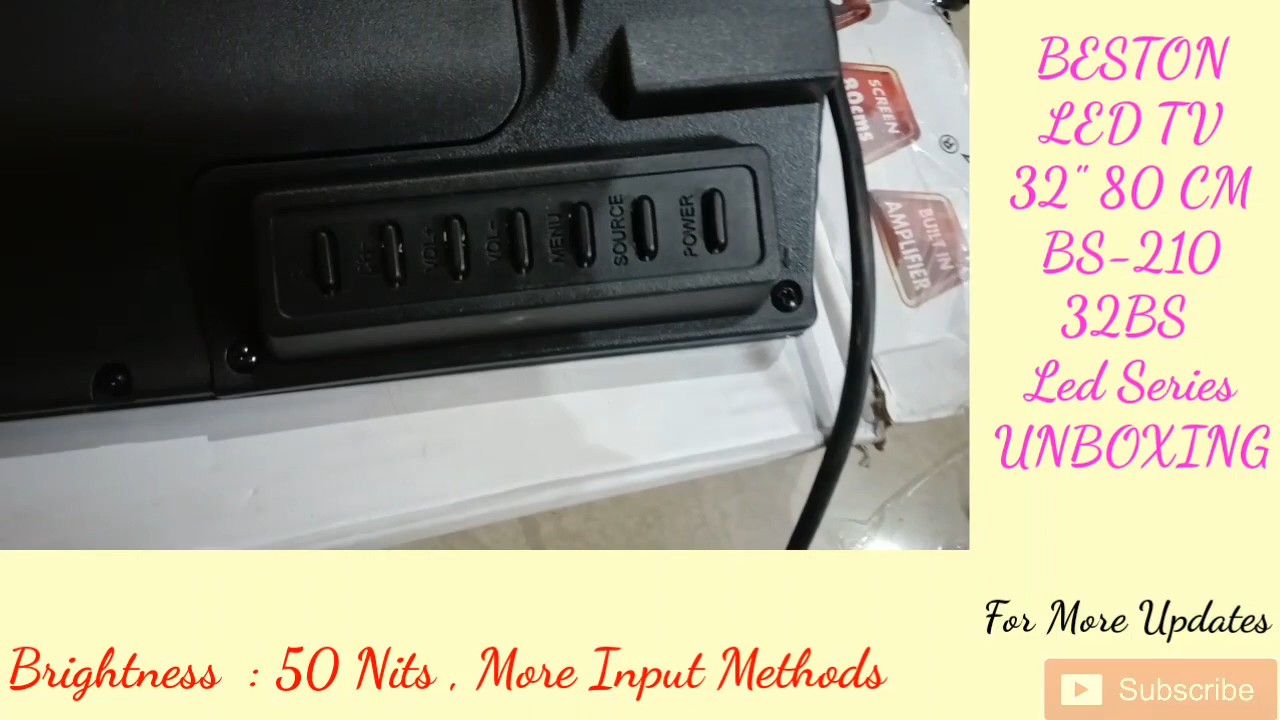 BESTON
LED TV
32" 80 CM
BS-210
32BS
Led Series
UNBOXING
SCREEN
80cms
®
BUILT IN
AMPLIFIER
VOL+
VOL-
MENU
SOURCE
POWER
For More Updates
Brightness : 50 Nits , More Input Methods
Subscribe